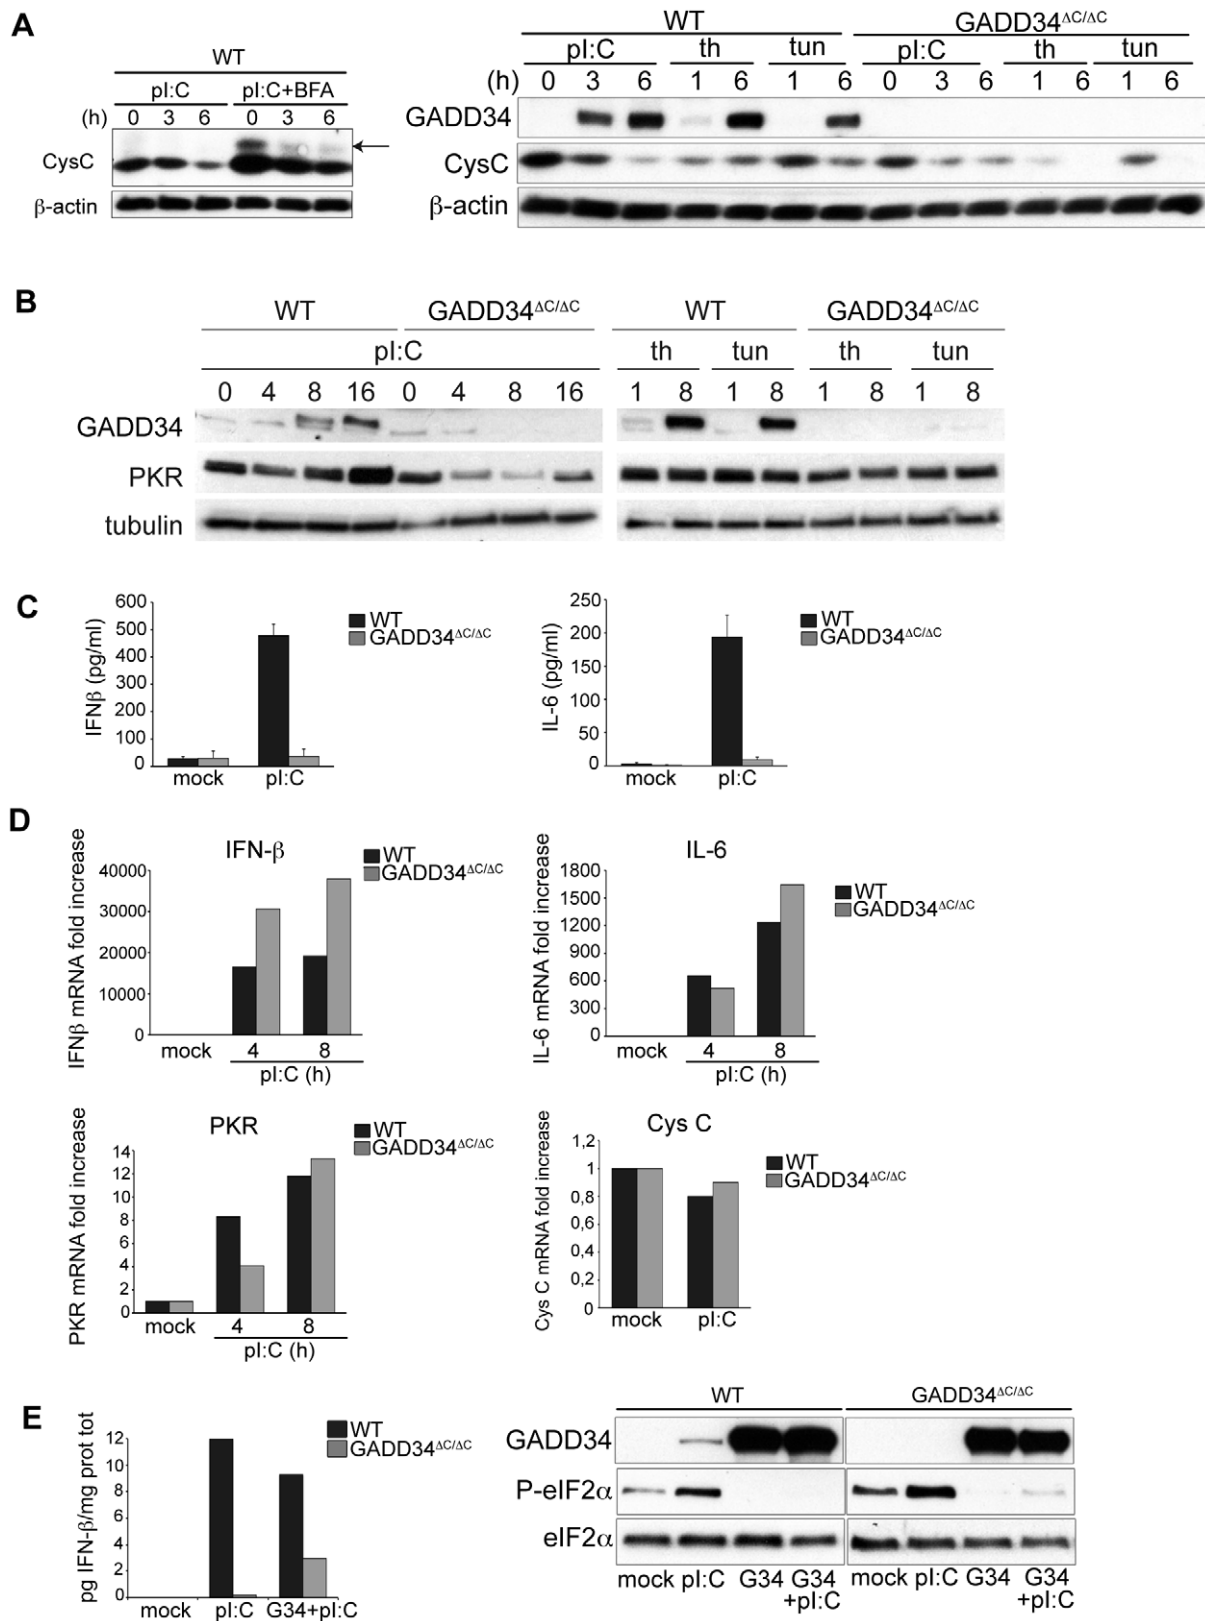 A
WT
pI:C pI:C+BFA
(h) 0 3 6 0 3 6
CysC
β-actin
WT GADD34ΔC/ΔC
pI:C th tun pI:C th tun
(h) 0 3 6 1 6 1 6 0 3 6 1 6 1 6
GADD34
CysC
β-actin
B
WT GADD34ΔC/ΔC WT GADD34ΔC/ΔC
pI:C th tun th tun
0 4 8 16 0 4 8 16 1 8 1 8 1 8 1 8
GADD34
PKR
tubulin
C
IFNβ (pg/ml)
600
500
400
300
200
100
0
mock pI:C
WT
GADD34ΔC/ΔC
IL-6 (pg/ml)
250
200
150
100
50
0
mock pI:C
WT
GADD34ΔC/ΔC
D
IFN-β
IFNβ mRNA fold increase
40000
30000
20000
10000
0
mock 4 8
pI:C (h)
WT
GADD34ΔC/ΔC
IL-6
IL-6 mRNA fold increase
1800
1500
1200
900
600
300
0
mock 4 8
pI:C (h)
WT
GADD34ΔC/ΔC
PKR
PKR mRNA fold increase
14
12
10
8
6
4
2
0
mock 4 8
pI:C (h)
WT
GADD34ΔC/ΔC
Cys C
Cys C mRNA fold increase
1,2
1
0,8
0,6
0,4
0,2
0
mock pI:C
WT
GADD34ΔC/ΔC
E
pg IFN-β/mg prot tot
12
10
8
6
4
2
0
mock pI:C G34+pI:C
WT
GADD34ΔC/ΔC
WT GADD34ΔC/ΔC
GADD34
P-eIF2α
eIF2α
mock pI:C G34 G34 mock pI:C G34 G34
+pI:C +pI:C